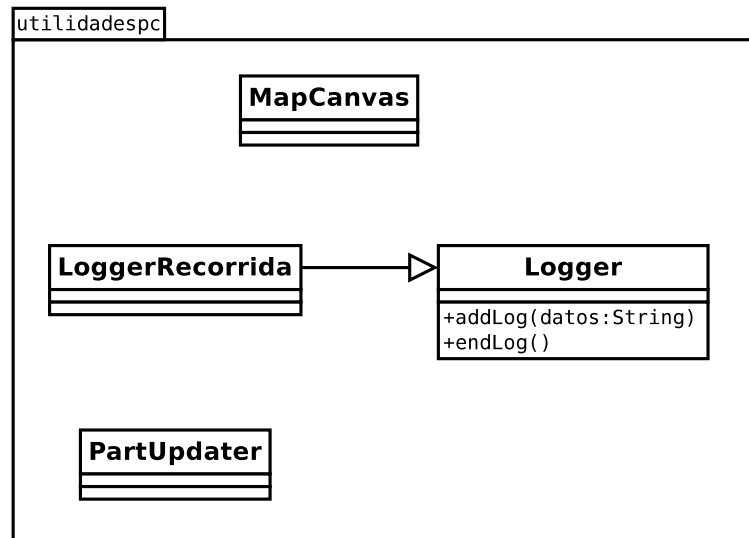 utilidadespc
MapCanvas
LoggerRecorrida
Logger
+addLog(datos:String)
+endLog()
PartUpdater